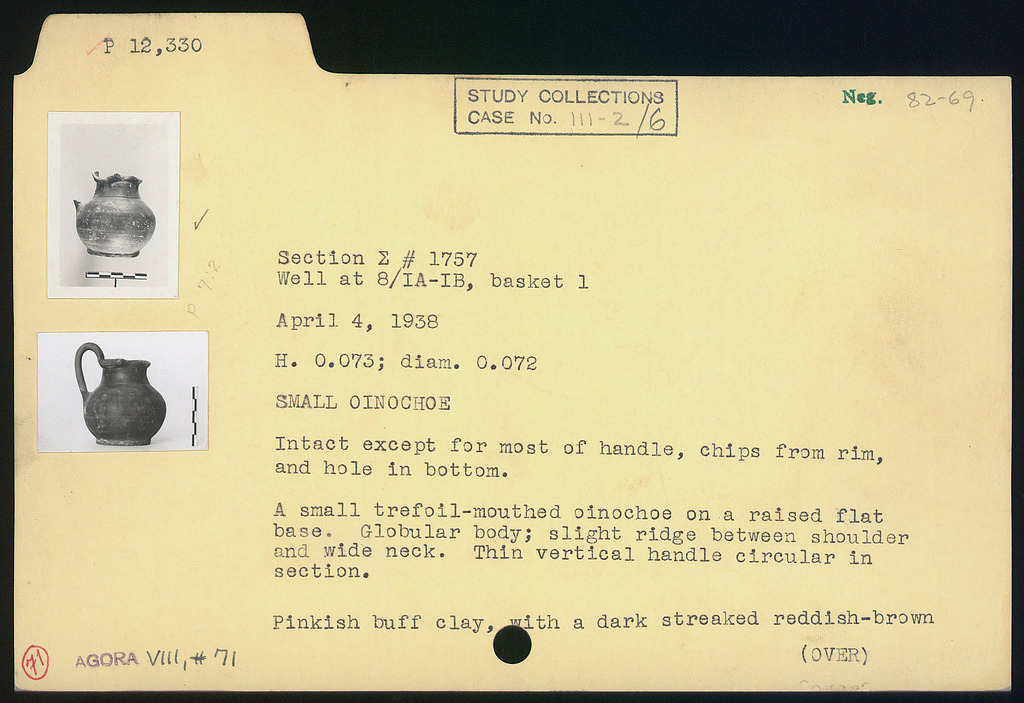 P 12,330
STUDY COLLECTIONS
CASE No. III-2/6
Neg. 82-69.
P 7:2
Section Σ # 1757
Well at 8/IA-IB, basket 1
April 4, 1938
H. 0.073; diam. 0.072
SMALL OINOCHOE
Intact except for most of handle, chips from rim,
and hole in bottom.
A small trefoil-mouthed oinochoe on a raised flat
base. Globular body; slight ridge between shoulder
and wide neck. Thin vertical handle circular in
section.
Pinkish buff clay, with a dark streaked reddish-brown
(OVER)
71
AGORA VIII, # 71